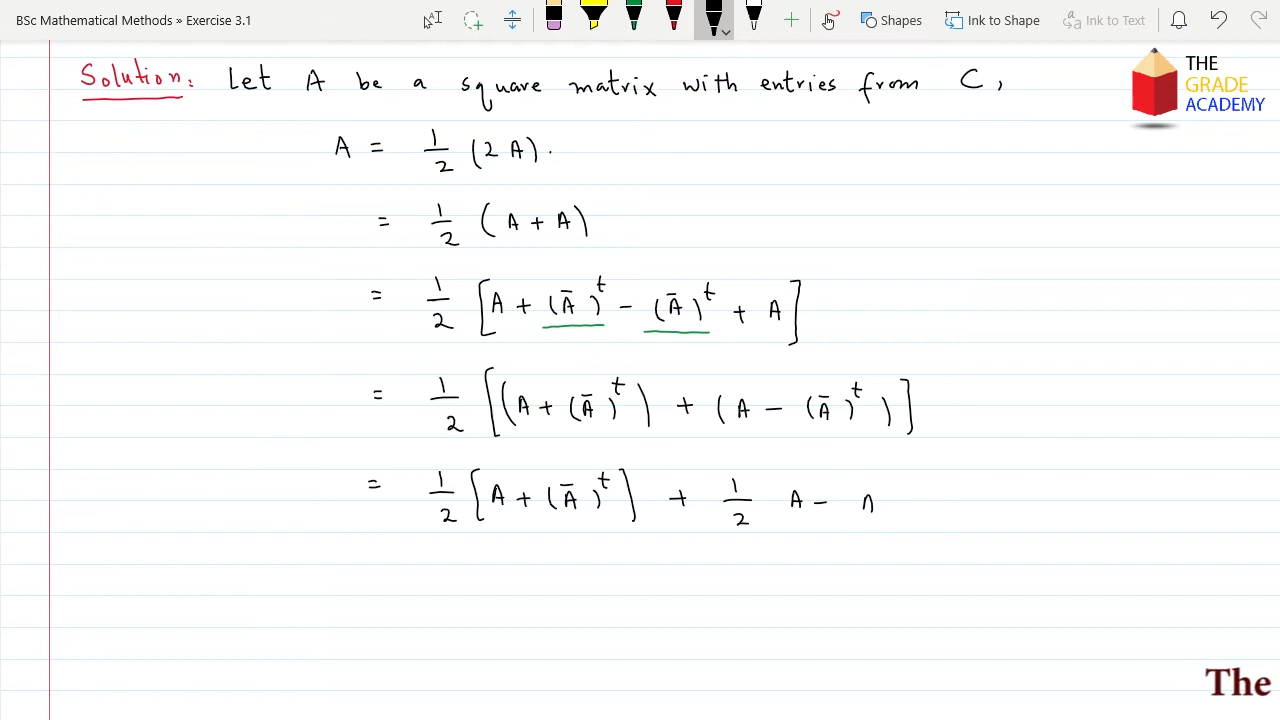 BSc Mathematical Methods » Exercise 3.1
Shapes Ink to Shape Ink to Text
THE
GRADE
ACADEMY
Solution: Let A be a square matrix with entries from C,
A = 1/2 (2A).
= 1/2 (A + A)
= 1/2 [A + (Ā)^t - (Ā)^t + A]
= 1/2 [(A + (Ā)^t) + (A - (Ā)^t)]
= 1/2 [A + (Ā)^t] + 1/2 A -
The